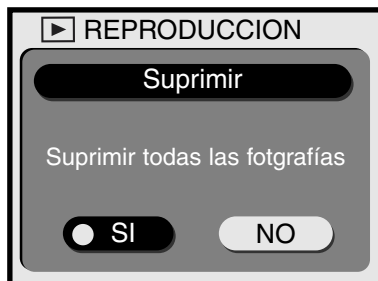 REPRODUCCION
Suprimir
Suprimir todas las fotgrafías
SI
NO